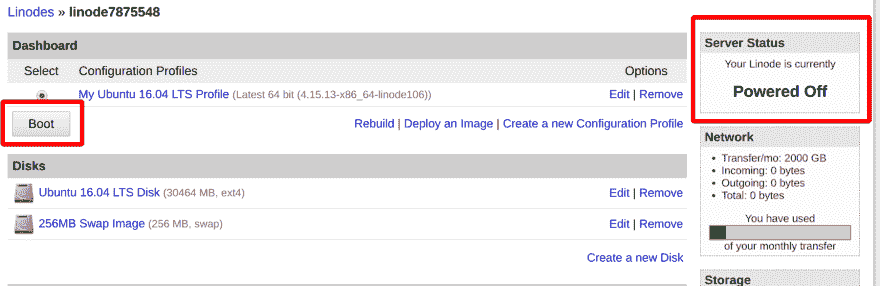 Linodes » linode7875548
Dashboard
Select Configuration Profiles Options
My Ubuntu 16.04 LTS Profile (Latest 64 bit (4.15.13-x86_64-linode106)) Edit | Remove
Boot Rebuild | Deploy an Image | Create a new Configuration Profile
Disks
Ubuntu 16.04 LTS Disk (30464 MB, ext4) Edit | Remove
256MB Swap Image (256 MB, swap) Edit | Remove
Create a new Disk
Server Status
Your Linode is currently
Powered Off
Network
• Transfer/mo: 2000 GB
• Incoming: 0 bytes
• Outgoing: 0 bytes
• Total: 0 bytes
You have used
of your monthly transfer
Storage